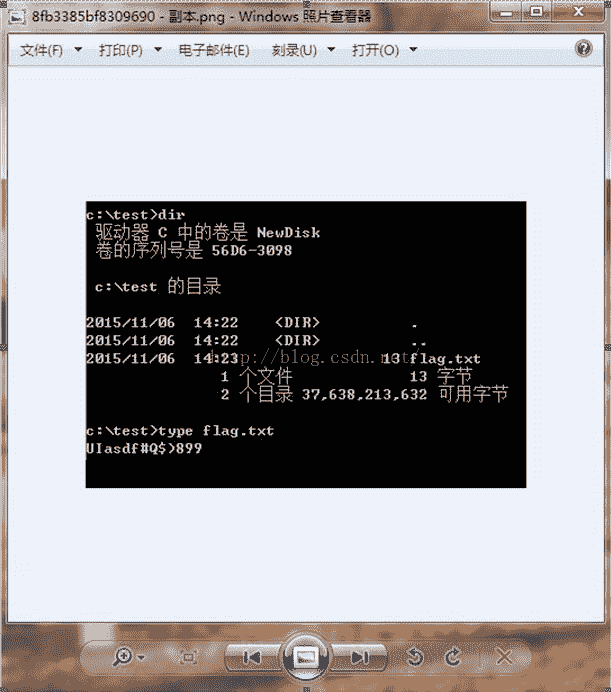 8fb3385bf8309690 - 副本.png - Windows 照片查看器
文件(F) 打印(P) 电子邮件(E) 刻录(U) 打开(O)
c:\test>dir
驱动器 C 中的卷是 NewDisk
卷的序列号是 56D6-3098
c:\test 的目录
2015/11/06 14:22 <DIR> .
2015/11/06 14:22 <DIR> ..
2015/11/06 14:23 13 flag.txt
http://blog.csdn.net/
1 个文件 13 字节
2 个目录 37,638,213,632 可用字节
c:\test>type flag.txt
UIasdf#Q$>899